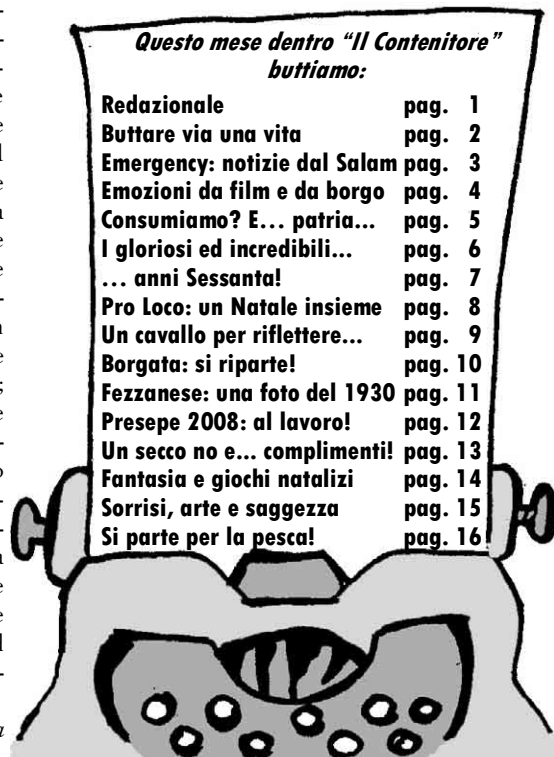 Questo mese dentro “Il Contenitore”
buttiamo:
Redazionale pag. 1
Buttare via una vita pag. 2
Emergency: notizie dal Salam pag. 3
Emozioni da film e da borgo pag. 4
Consumiamo? E... patria... pag. 5
I gloriosi ed incredibili... pag. 6
... anni Sessanta! pag. 7
Pro Loco: un Natale insieme pag. 8
Un cavallo per riflettere... pag. 9
Borgata: si riparte! pag. 10
Fezzanese: una foto del 1930 pag. 11
Presepe 2008: al lavoro! pag. 12
Un secco no e... complimenti! pag. 13
Fantasia e giochi natalizi pag. 14
Sorrisi, arte e saggezza pag. 15
Si parte per la pesca! pag. 16